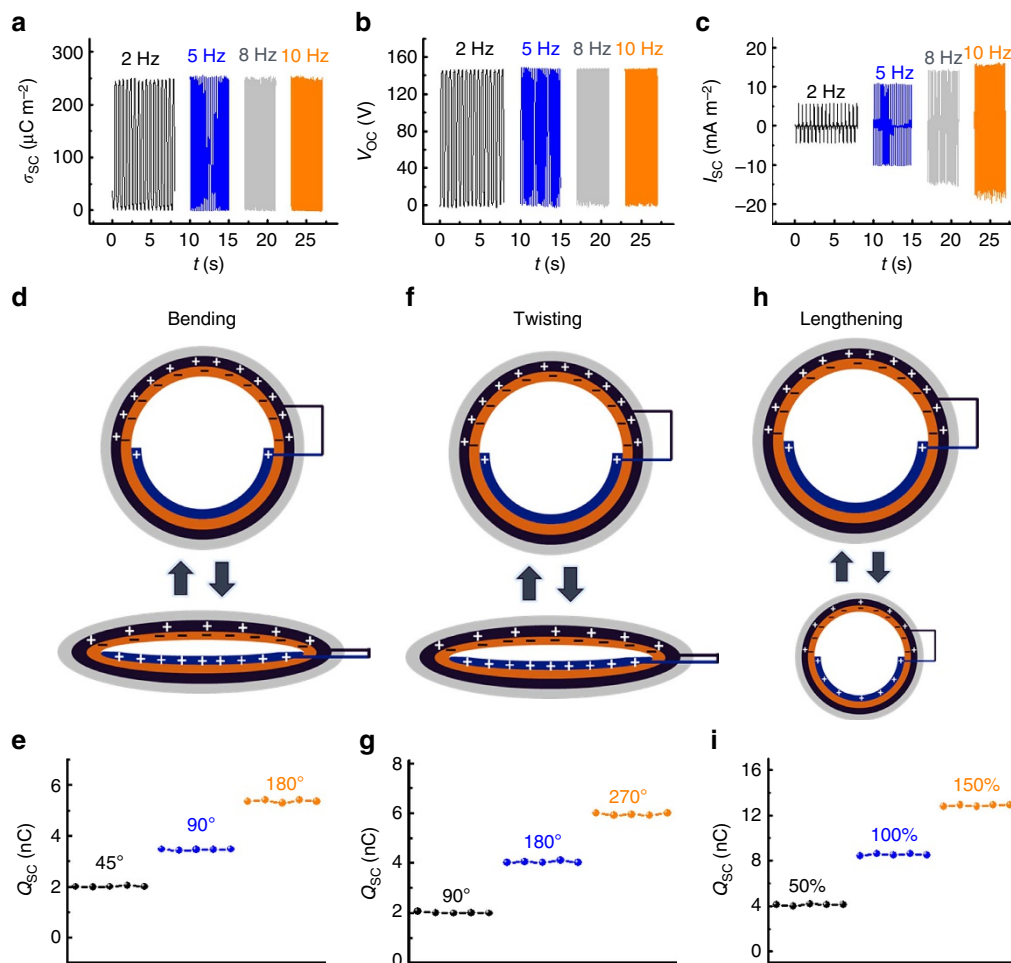 a
σSC (μC m−2)
300
200
100
0
2 Hz
5 Hz
8 Hz
10 Hz
0 5 10 15 20 25
t (s)
b
VOC (V)
160
120
80
40
0
2 Hz
5 Hz
8 Hz
10 Hz
0 5 10 15 20 25
t (s)
c
ISC (mA m−2)
20
10
0
−10
−20
2 Hz
5 Hz
8 Hz
10 Hz
0 5 10 15 20 25
t (s)
d
Bending
f
Twisting
h
Lengthening
e
QSC (nC)
6
4
2
0
45°
90°
180°
g
QSC (nC)
8
6
4
2
0
90°
180°
270°
i
QSC (nC)
16
12
8
4
0
50%
100%
150%